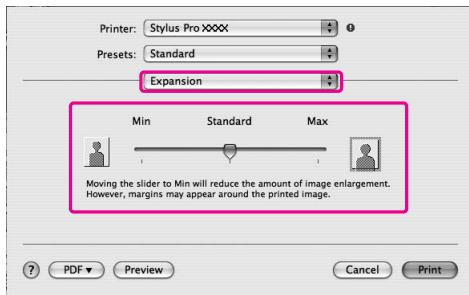 Printer: Stylus Pro XXXX
Presets: Standard
Expansion
Min Standard Max
Moving the slider to Min will reduce the amount of image enlargement.
However, margins may appear around the printed image.
? PDF▼ Preview Cancel Print